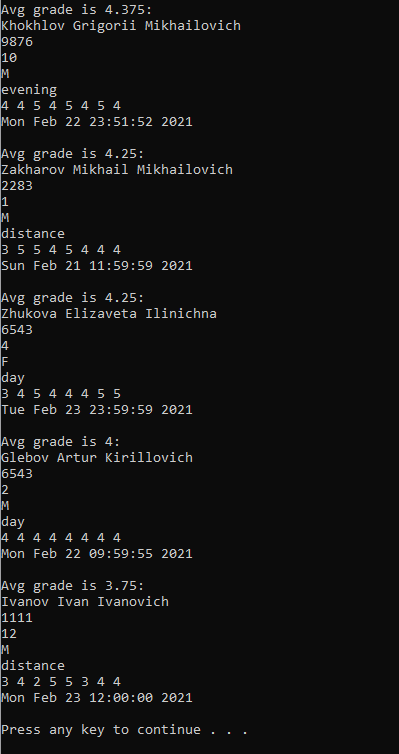 Avg grade is 4.375:
Khokhlov Grigorii Mikhailovich
9876
10
M
evening
4 4 5 4 5 4 5 4
Mon Feb 22 23:51:52 2021
Avg grade is 4.25:
Zakharov Mikhail Mikhailovich
2283
1
M
distance
3 5 5 4 5 4 4 4
Sun Feb 21 11:59:59 2021
Avg grade is 4.25:
Zhukova Elizaveta Ilinichna
6543
4
F
day
3 4 5 4 4 4 5 5
Tue Feb 23 23:59:59 2021
Avg grade is 4:
Glebov Artur Kirillovich
6543
2
M
day
4 4 4 4 4 4 4 4
Mon Feb 22 09:59:55 2021
Avg grade is 3.75:
Ivanov Ivan Ivanovich
1111
12
M
distance
3 4 2 5 5 3 4 4
Mon Feb 23 12:00:00 2021
Press any key to continue . . .